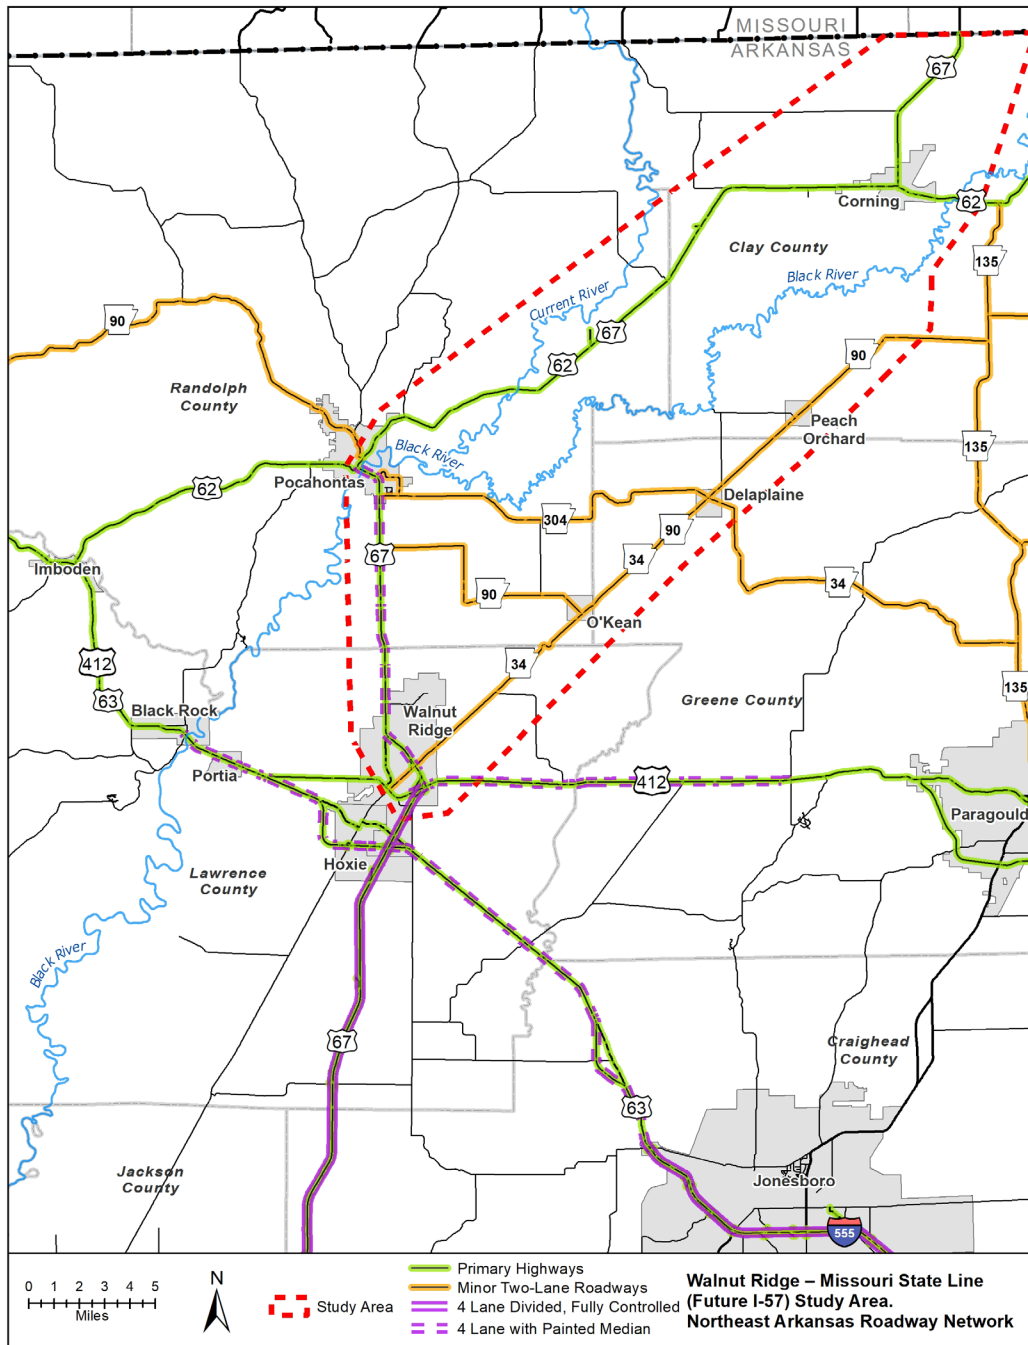 MISSOURI
ARKANSAS
67
Corning
62
Clay County
135
Black River
Current River
90
67
90
62
Randolph
County
Peach
Orchard
Black River
135
Pocahontas
62
Delaplaine
304
90
67
34
Imboden
34
90
O'Kean
412
34
135
63
Black Rock
Walnut
Ridge
Greene County
Portia
412
Paragould
Hoxie
Lawrence
County
Black River
67
Craighead
County
63
Jackson
County
Jonesboro
555
0 1 2 3 4 5
Miles
N
Study Area
Primary Highways
Minor Two-Lane Roadways
4 Lane Divided, Fully Controlled
4 Lane with Painted Median
Walnut Ridge – Missouri State Line
(Future I-57) Study Area.
Northeast Arkansas Roadway Network